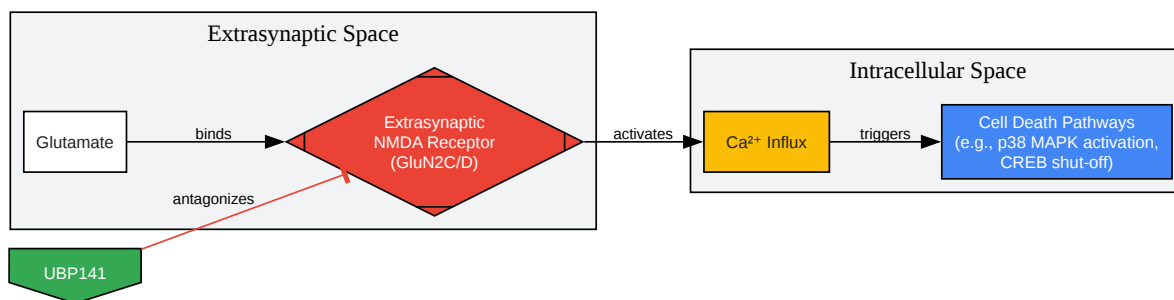 Extrasynaptic Space
Intracellular Space
Glutamate
binds
Extrasynaptic
NMDA Receptor
(GluN2C/D)
activates
Ca²⁺ Influx
triggers
Cell Death Pathways
(e.g., p38 MAPK activation,
CREB shut-off)
antagonizes
UBP141